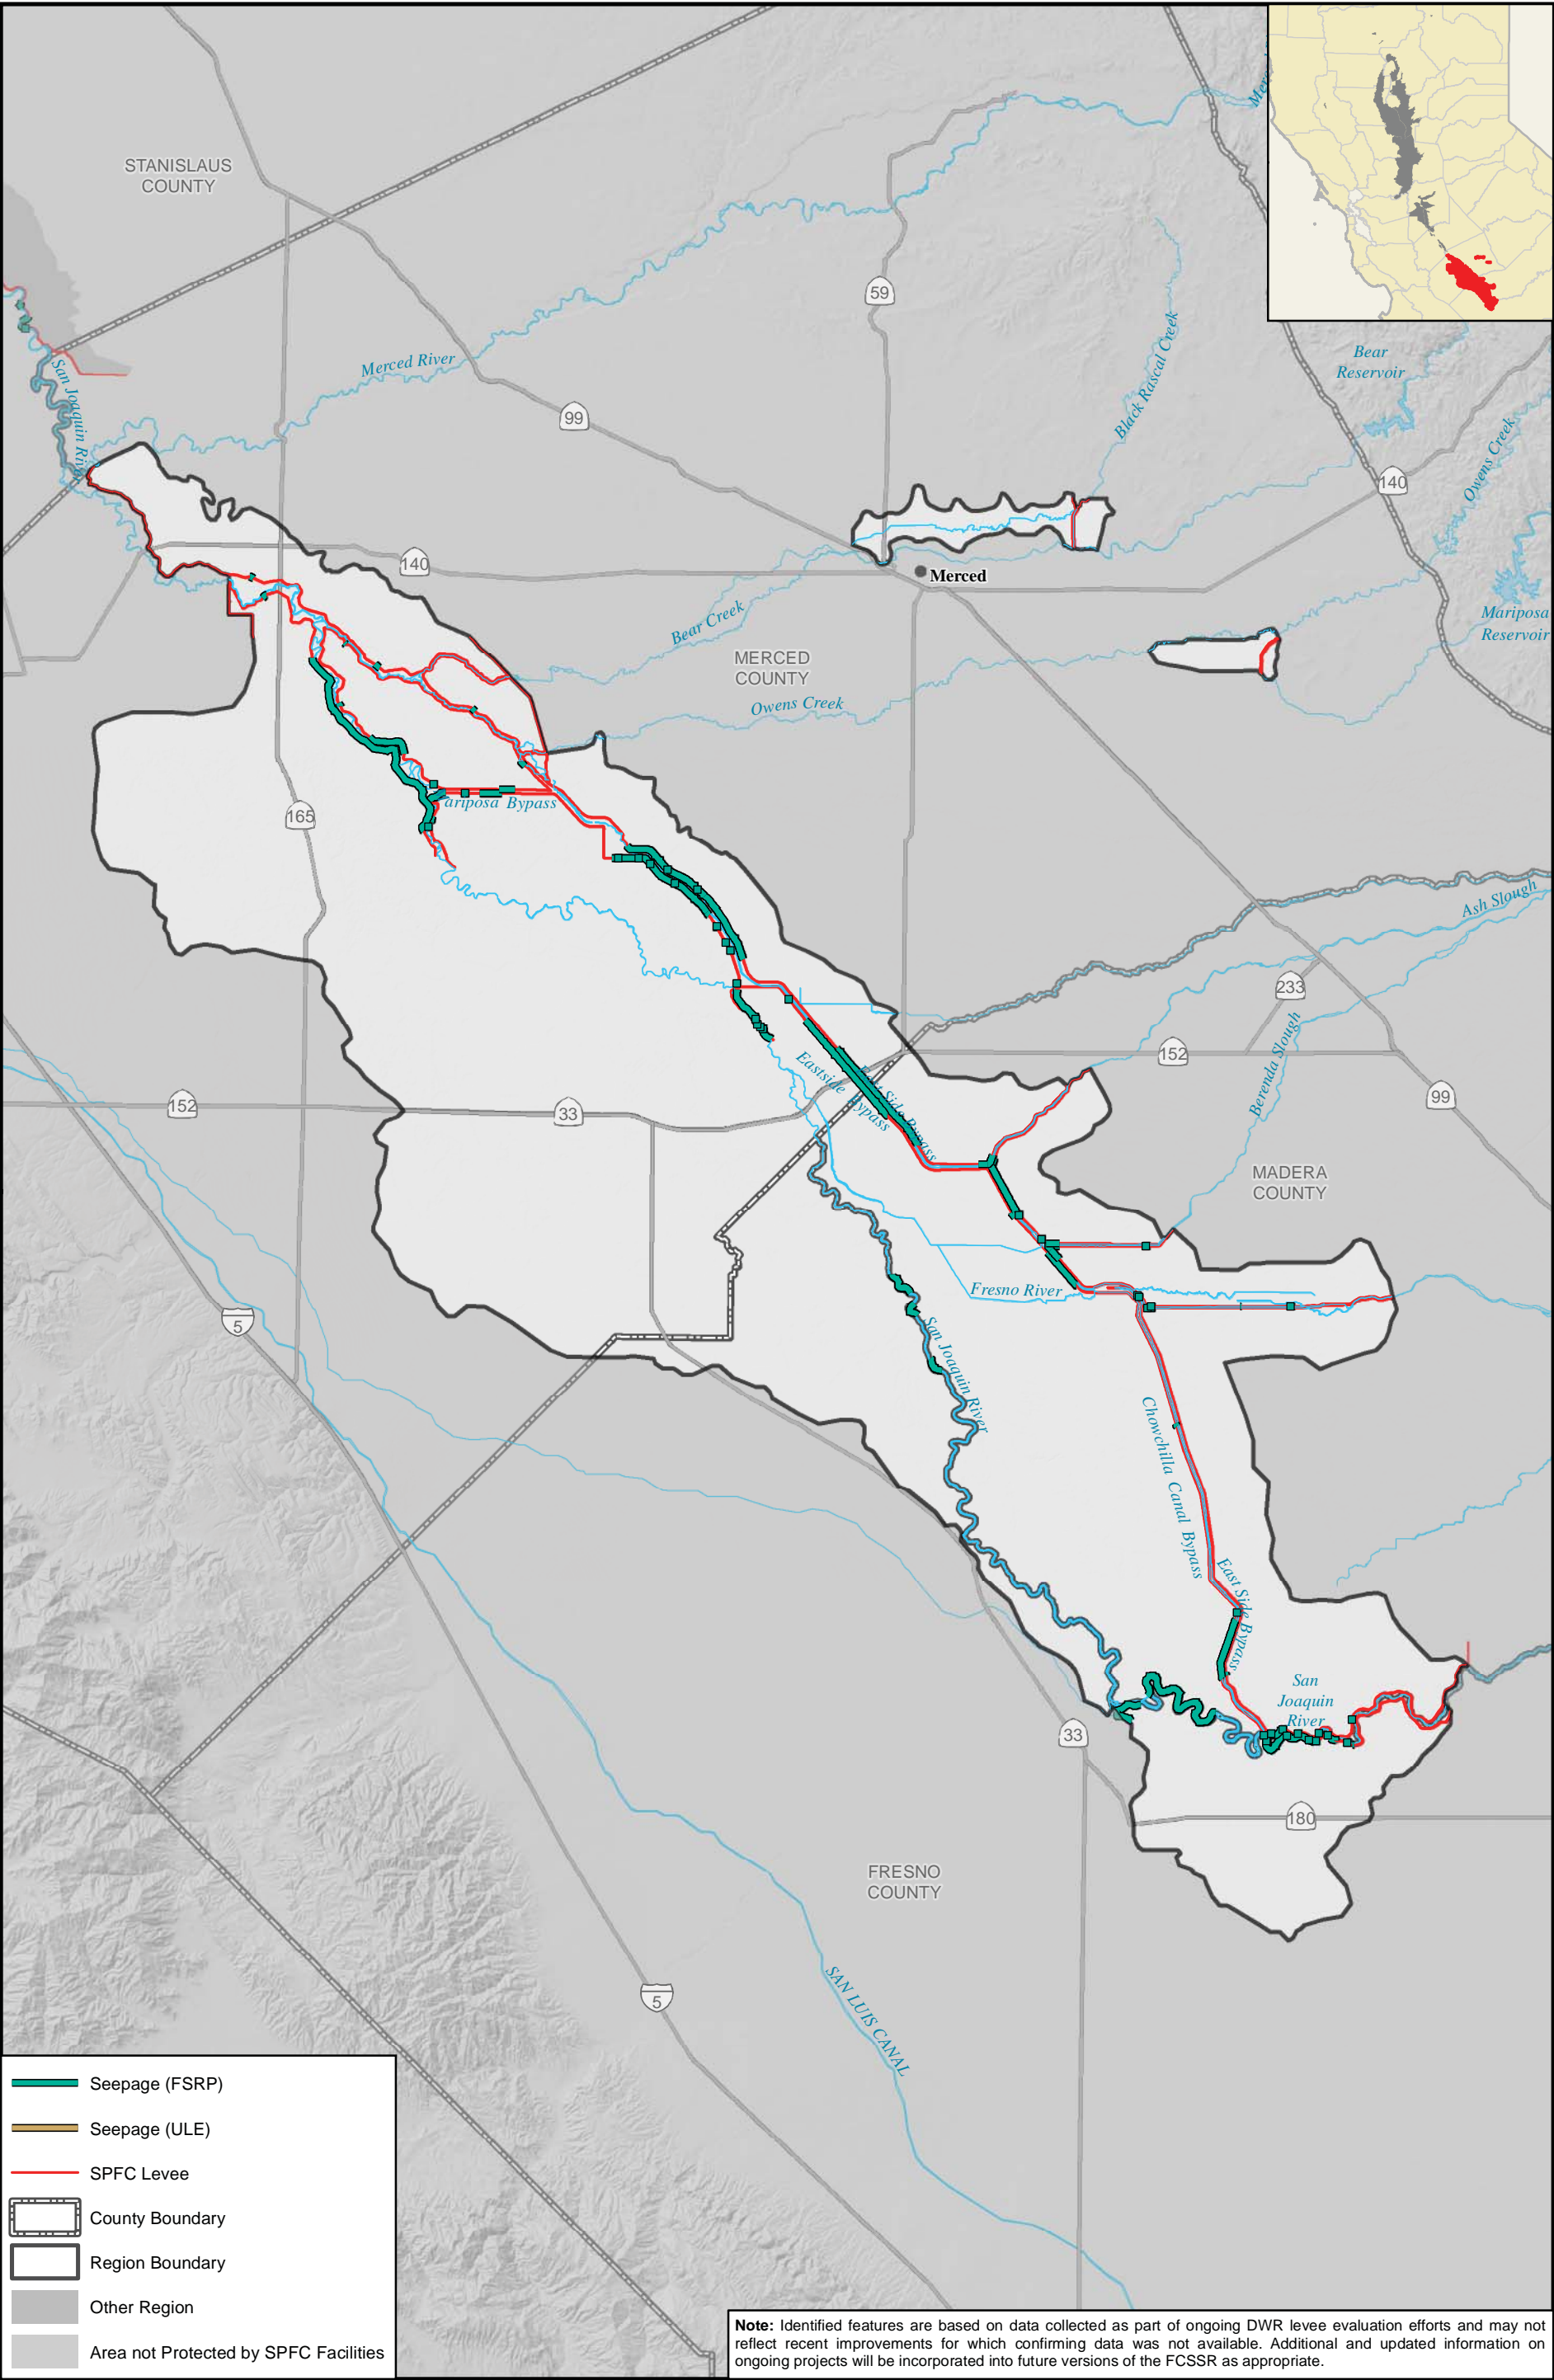 STANISLAUS
COUNTY
Mer
59
Bear
Reservoir
Black Rascal Creek
Merced River
San Joaquin Riv
99
Owens Creek
140
140
Merced
Bear Creek
Mariposa
Reservoir
MERCED
COUNTY
Owens Creek
165
ariposa Bypass
Ash Slough
233
152
Berenda Slough
99
152
33
Eastside Bypass
Side Bypass
MADERA
COUNTY
5
Fresno River
San Joaquin River
Chowchilla Canal Bypass
East Side Bypass
San
Joaquin
River
33
180
FRESNO
COUNTY
5
SAN LUIS CANAL
Seepage (FSRP)
Seepage (ULE)
SPFC Levee
County Boundary
Region Boundary
Other Region
Area not Protected by SPFC Facilities
Note: Identified features are based on data collected as part of ongoing DWR levee evaluation efforts and may not
reflect recent improvements for which confirming data was not available. Additional and updated information on
ongoing projects will be incorporated into future versions of the FCSSR as appropriate.